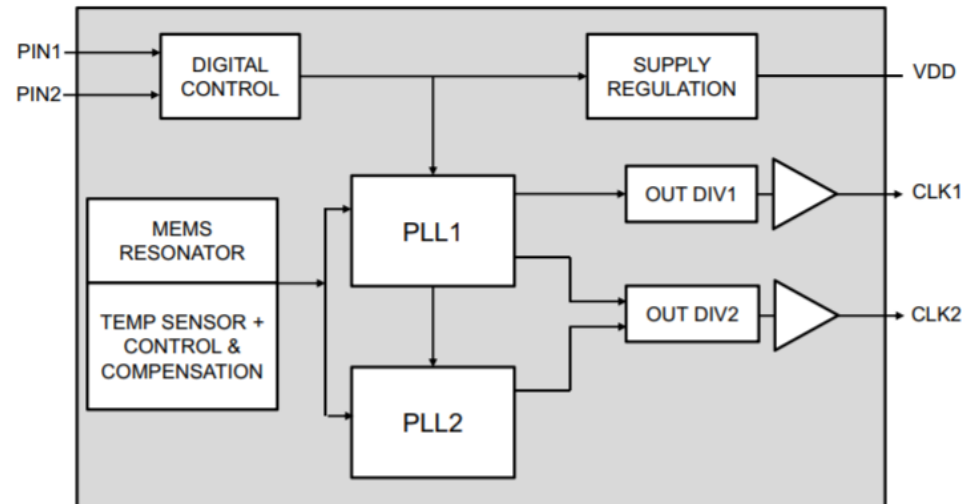 PIN1
PIN2
DIGITAL
CONTROL
SUPPLY
REGULATION
VDD
MEMS
RESONATOR
TEMP SENSOR +
CONTROL &
COMPENSATION
PLL1
PLL2
OUT DIV1
CLK1
OUT DIV2
CLK2